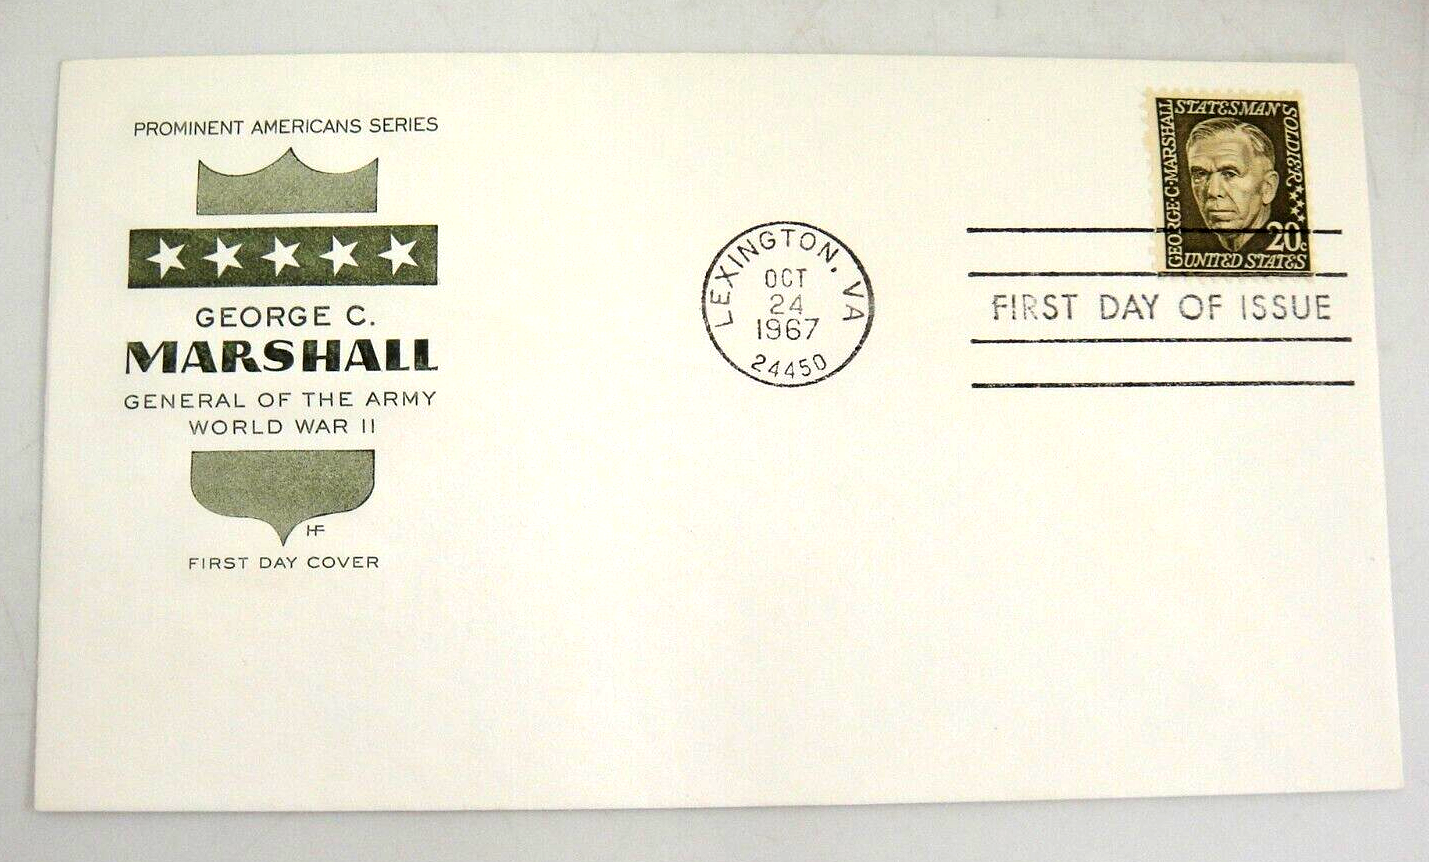 PROMINENT AMERICANS SERIES
GEORGE C.
MARSHALL
GENERAL OF THE ARMY
WORLD WAR II
HF
FIRST DAY COVER
LEXINGTON, VA
OCT
24
1967
24450
GEORGE·C·MARSHALL
STATESMAN
SOLDIER
20c
UNITED STATES
FIRST DAY OF ISSUE